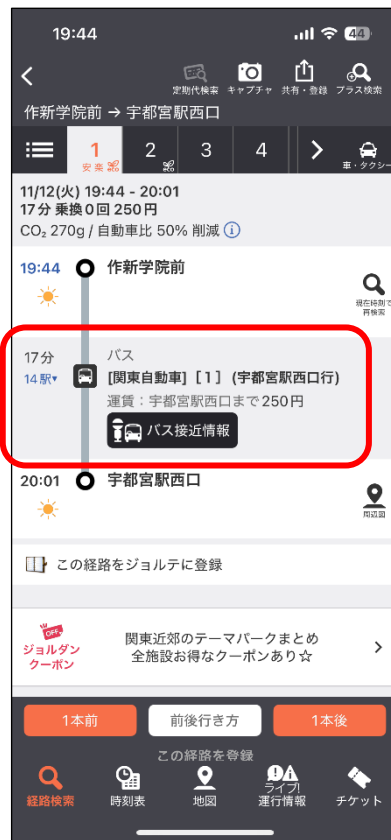 19:44
44
定期代検索 キャプチャ 共有・登録 プラス検索
作新学院前 → 宇都宮駅西口
1 2 3 4
安 楽 ECO ECO 車・タクシー
11/12(火) 19:44 - 20:01
17分 乗換0回 250円
CO₂ 270g / 自動車比 50% 削減 i
19:44 作新学院前
現在時刻で
再検索
17分 バス
14駅▾ [関東自動車]［1］(宇都宮駅西口行)
運賃：宇都宮駅西口まで250円
バス接近情報
20:01 宇都宮駅西口
周辺図
この経路をジョルテに登録
OFF
ジョルダン
クーポン
関東近郊のテーマパークまとめ
全施設お得なクーポンあり☆
1本前 前後行き方 1本後
この経路を登録
経路検索 時刻表 地図 ライブ!
運行情報 チケット